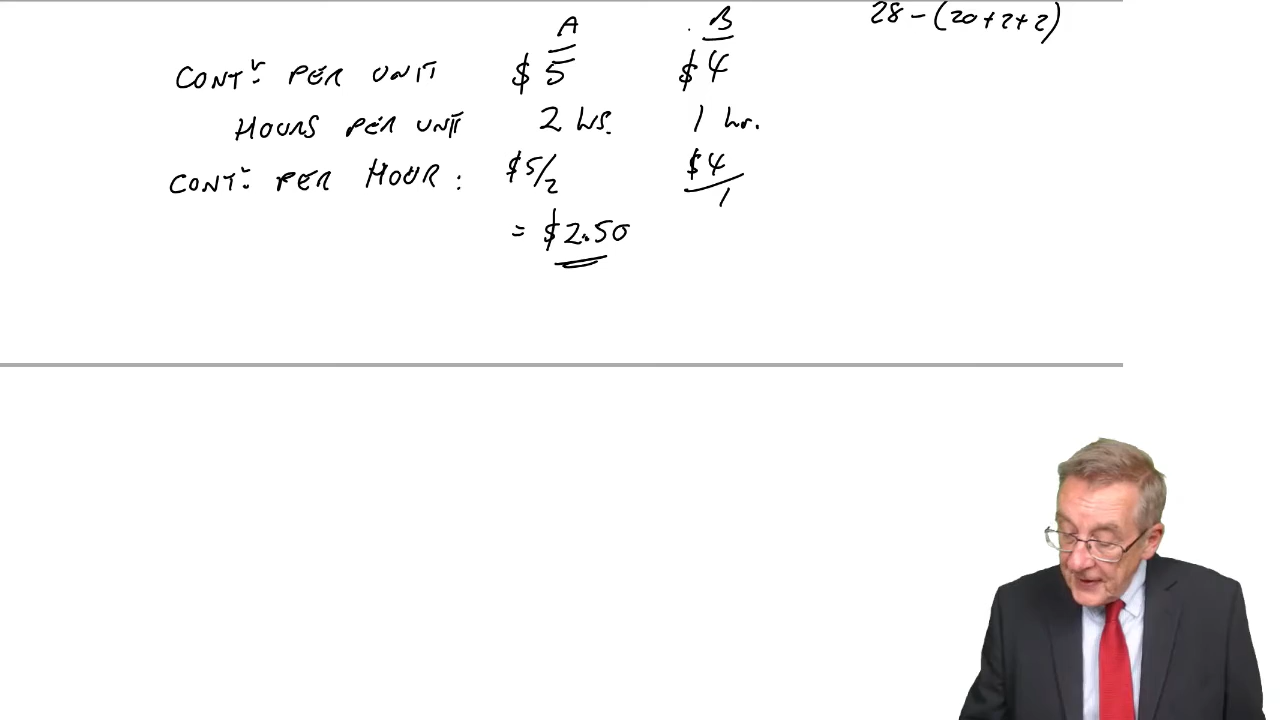 A B 28 - (20+2+2)
CONTN. PER UNIT $5 $4
HOURS PER UNIT 2 hrs. 1 hr.
CONTN. PER HOUR: $5/2 $4/1
= $2.50